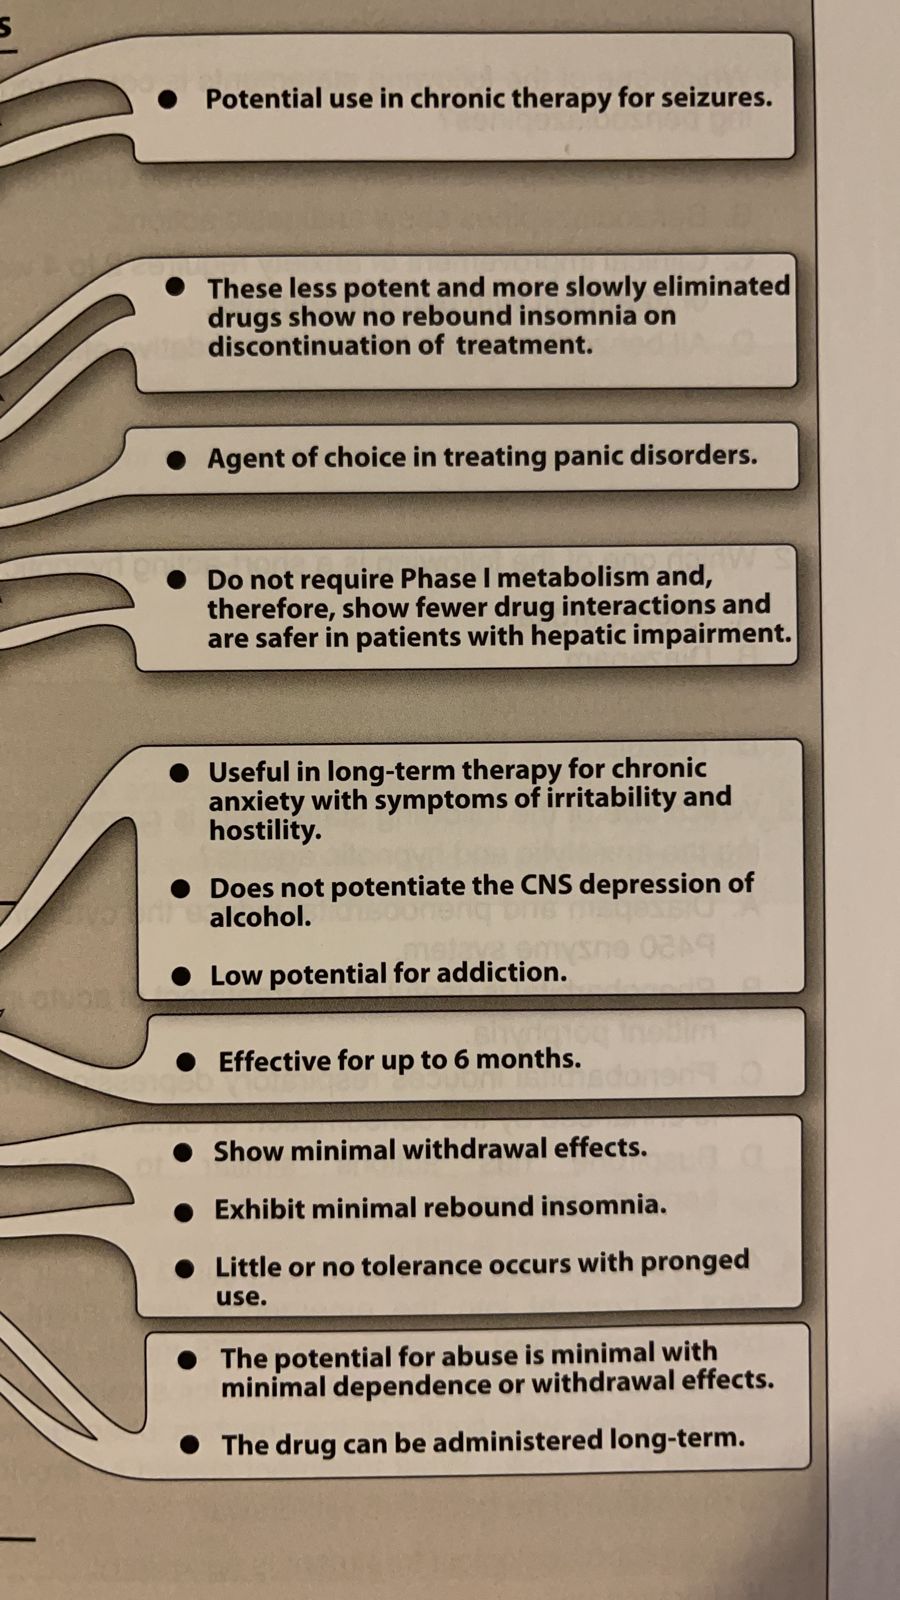 s
● Potential use in chronic therapy for seizures.
● These less potent and more slowly eliminated
drugs show no rebound insomnia on
discontinuation of treatment.
● Agent of choice in treating panic disorders.
● Do not require Phase I metabolism and,
therefore, show fewer drug interactions and
are safer in patients with hepatic impairment.
● Useful in long-term therapy for chronic
anxiety with symptoms of irritability and
hostility.
● Does not potentiate the CNS depression of
alcohol.
● Low potential for addiction.
● Effective for up to 6 months.
● Show minimal withdrawal effects.
● Exhibit minimal rebound insomnia.
● Little or no tolerance occurs with pronged
use.
● The potential for abuse is minimal with
minimal dependence or withdrawal effects.
● The drug can be administered long-term.